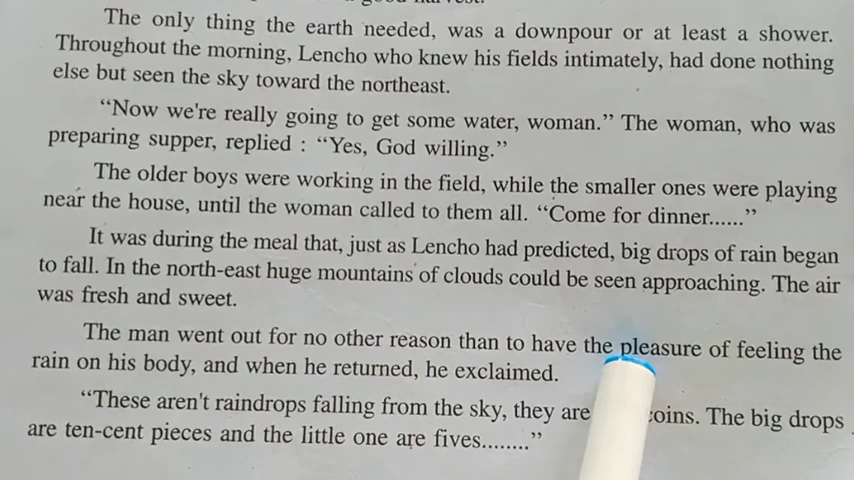 The only thing the earth needed, was a downpour or at least a shower.
Throughout the morning, Lencho who knew his fields intimately, had done nothing
else but seen the sky toward the northeast.
“Now we're really going to get some water, woman.” The woman, who was
preparing supper, replied : “Yes, God willing.”
The older boys were working in the field, while the smaller ones were playing
near the house, until the woman called to them all. “Come for dinner......”
It was during the meal that, just as Lencho had predicted, big drops of rain began
to fall. In the north-east huge mountains of clouds could be seen approaching. The air
was fresh and sweet.
The man went out for no other reason than to have the pleasure of feeling the
rain on his body, and when he returned, he exclaimed.
“These aren't raindrops falling from the sky, they are coins. The big drops
are ten-cent pieces and the little one are fives........”